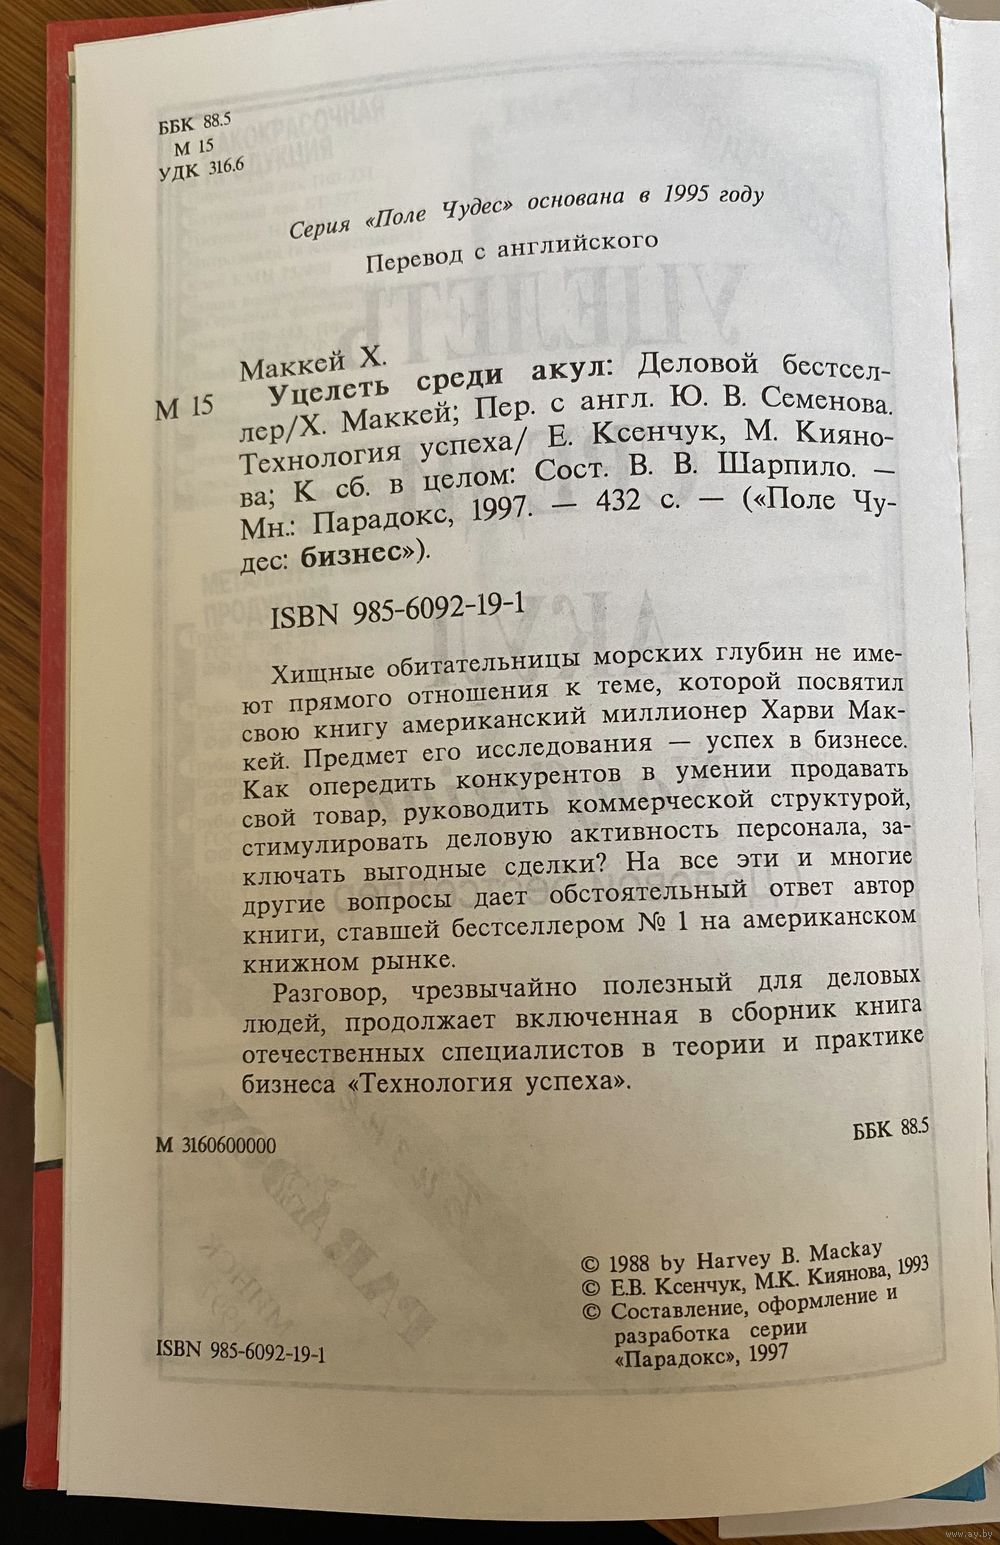 ББК 88.5
М 15
УДК 316.6
Серия «Поле Чудес» основана в 1995 году
Перевод с английского
Маккей Х.
М 15
Уцелеть среди акул: Деловой бестсел-
лер/Х. Маккей; Пер. с англ. Ю. В. Семенова.
Технология успеха/ Е. Ксенчук, М. Кияно-
ва; К сб. в целом: Сост. В. В. Шарпило. —
Мн.: Парадокс, 1997. — 432 с. — («Поле Чу-
дес: бизнес»).
ISBN 985-6092-19-1
Хищные обитательницы морских глубин не име-
ют прямого отношения к теме, которой посвятил
свою книгу американский миллионер Харви Мак-
кей. Предмет его исследования — успех в бизнесе.
Как опередить конкурентов в умении продавать
свой товар, руководить коммерческой структурой,
стимулировать деловую активность персонала, за-
ключать выгодные сделки? На все эти и многие
другие вопросы дает обстоятельный ответ автор
книги, ставшей бестселлером № 1 на американском
книжном рынке.
Разговор, чрезвычайно полезный для деловых
людей, продолжает включенная в сборник книга
отечественных специалистов в теории и практике
бизнеса «Технология успеха».
М 3160600000
ББК 88.5
© 1988 by Harvey B. Mackay
© Е.В. Ксенчук, М.К. Киянова, 1993
© Составление, оформление и
разработка серии
«Парадокс», 1997
ISBN 985-6092-19-1
www.ay.by